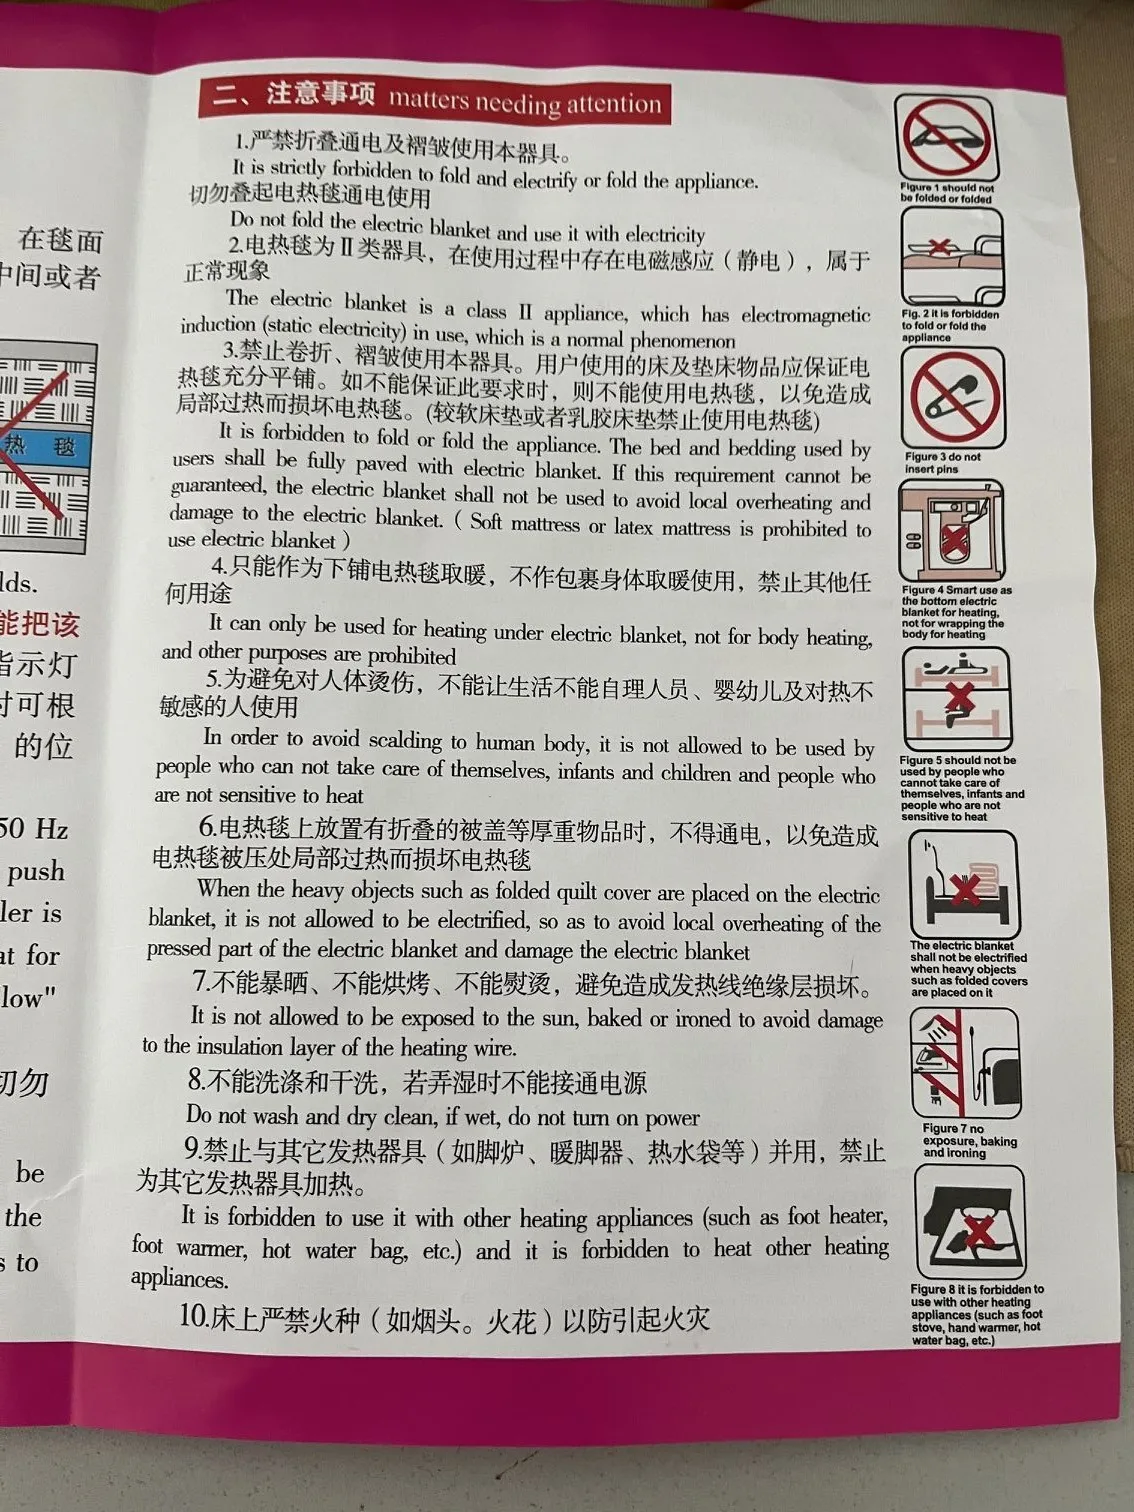 在毯面
中间或者
热 毯
lds.
能把该
指示灯
时可根
的位
50 Hz
push
ler is
at for
low"
切勿
be
the
s to
二、注意事项 matters needing attention
1.严禁折叠通电及褶皱使用本器具。
It is strictly forbidden to fold and electrify or fold the appliance.
切勿叠起电热毯通电使用
Do not fold the electric blanket and use it with electricity
2.电热毯为Ⅱ类器具，在使用过程中存在电磁感应（静电），属于
正常现象
The electric blanket is a class II appliance, which has electromagnetic
induction (static electricity) in use, which is a normal phenomenon
3.禁止卷折、褶皱使用本器具。用户使用的床及垫床物品应保证电
热毯充分平铺。如不能保证此要求时，则不能使用电热毯，以免造成
局部过热而损坏电热毯。(较软床垫或者乳胶床垫禁止使用电热毯)
It is forbidden to fold or fold the appliance. The bed and bedding used by
users shall be fully paved with electric blanket. If this requirement cannot be
guaranteed, the electric blanket shall not be used to avoid local overheating and
damage to the electric blanket. ( Soft mattress or latex mattress is prohibited to
use electric blanket )
4.只能作为下铺电热毯取暖，不作包裹身体取暖使用，禁止其他任
何用途
It can only be used for heating under electric blanket, not for body heating,
and other purposes are prohibited
5.为避免对人体烫伤，不能让生活不能自理人员、婴幼儿及对热不
敏感的人使用
In order to avoid scalding to human body, it is not allowed to be used by
people who can not take care of themselves, infants and children and people who
are not sensitive to heat
6.电热毯上放置有折叠的被盖等厚重物品时，不得通电，以免造成
电热毯被压处局部过热而损坏电热毯
When the heavy objects such as folded quilt cover are placed on the electric
blanket, it is not allowed to be electrified, so as to avoid local overheating of the
pressed part of the electric blanket and damage the electric blanket
7.不能暴晒、不能烘烤、不能熨烫，避免造成发热线绝缘层损坏。
It is not allowed to be exposed to the sun, baked or ironed to avoid damage
to the insulation layer of the heating wire.
8.不能洗涤和干洗，若弄湿时不能接通电源
Do not wash and dry clean, if wet, do not turn on power
9.禁止与其它发热器具（如脚炉、暖脚器、热水袋等）并用，禁止
为其它发热器具加热。
It is forbidden to use it with other heating appliances (such as foot heater,
foot warmer, hot water bag, etc.) and it is forbidden to heat other heating
appliances.
10.床上严禁火种（如烟头。火花）以防引起火灾
Figure 1 should not
be folded or folded
Fig. 2 it is forbidden
to fold or fold the
appliance
Figure 3 do not
insert pins
Figure 4 Smart use as
the bottom electric
blanket for heating,
not for wrapping the
body for heating
Figure 5 should not be
used by people who
cannot take care of
themselves, infants and
people who are not
sensitive to heat
The electric blanket
shall not be electrified
when heavy objects
such as folded covers
are placed on it
Figure 7 no
exposure, baking
and ironing
Figure 8 it is forbidden to
use with other heating
appliances (such as foot
stove, hand warmer, hot
water bag, etc.)